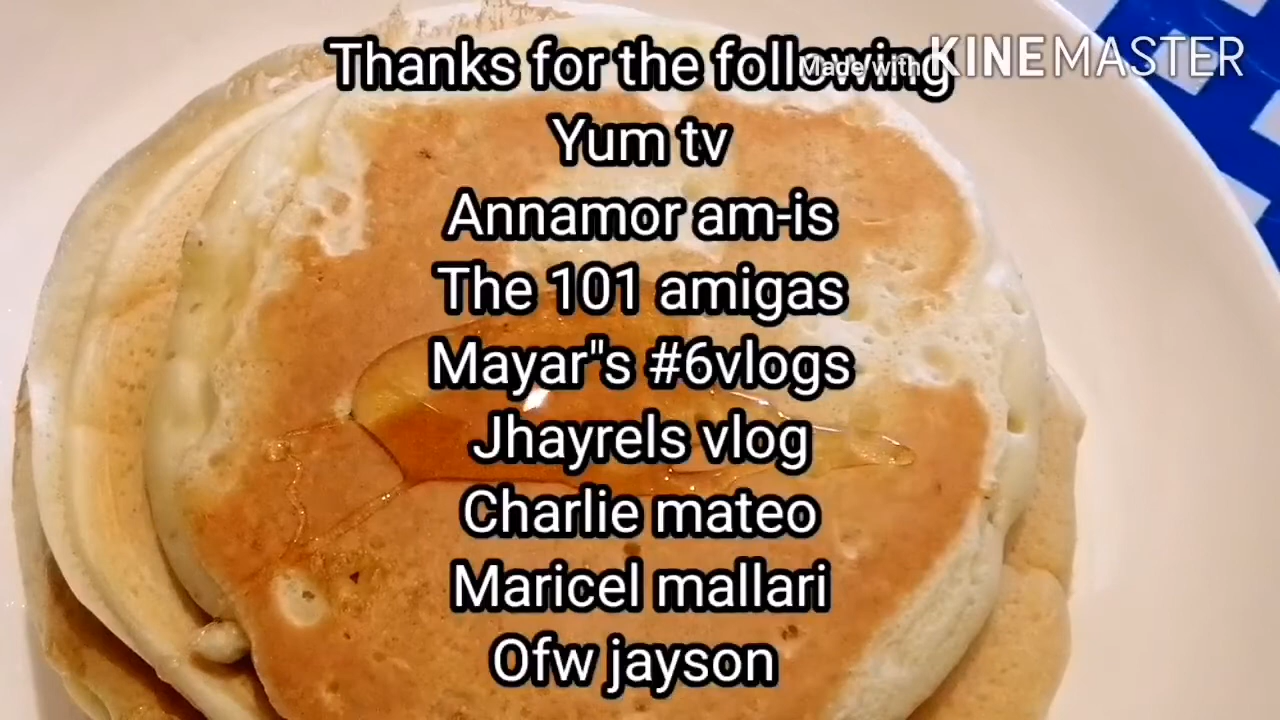 Thanks for the following
Made with KINEMASTER
Yum tv
Annamor am-is
The 101 amigas
Mayar"s #6vlogs
Jhayrels vlog
Charlie mateo
Maricel mallari
Ofw jayson